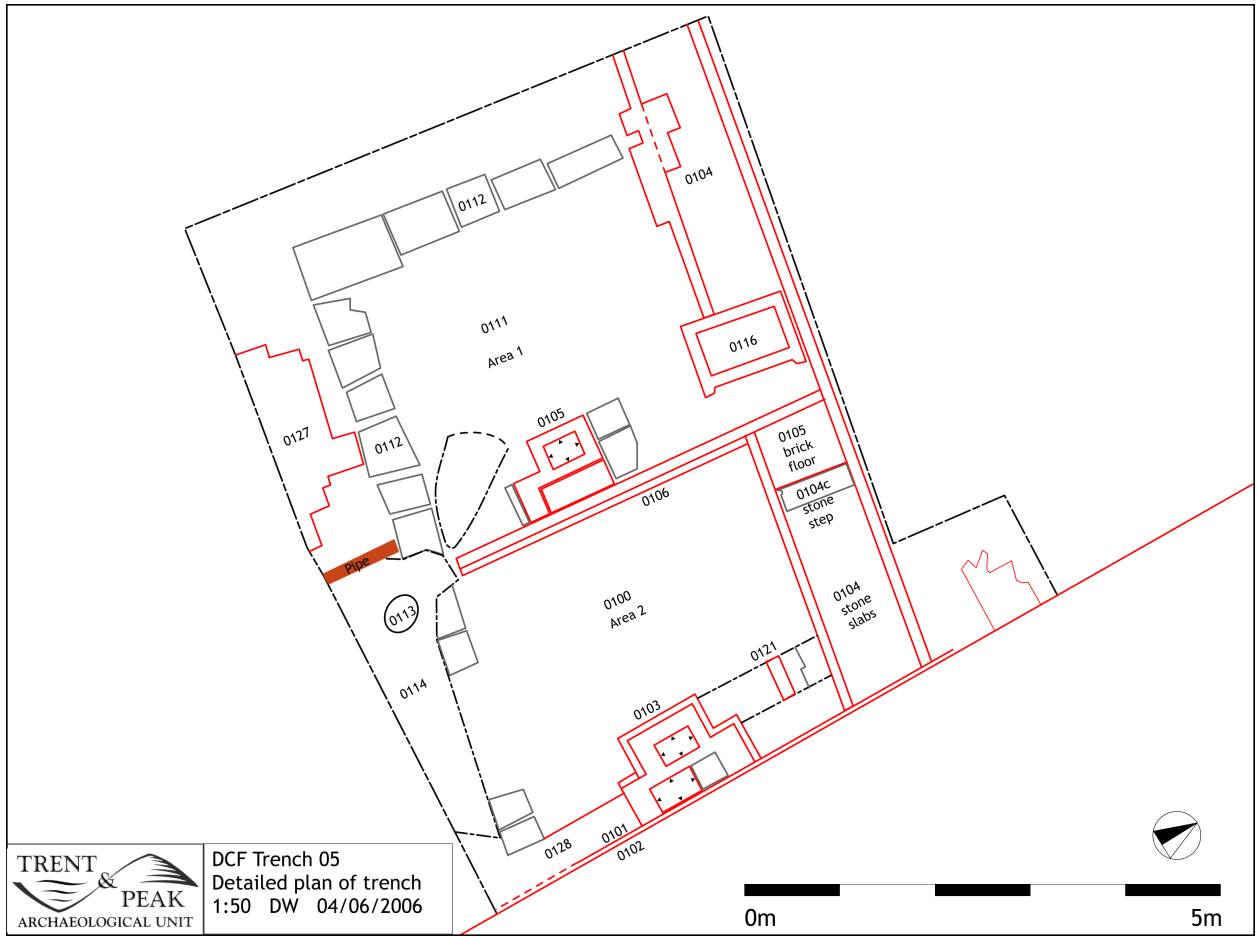 0104
0112
0111
Area 1
0116
0105
0127
0112
0105
brick
floor
0104c
stone
step
0106
Pipe
0113
0100
Area 2
0104
stone
slabs
0121
0114
0103
0101
0128
0102
TRENT
&
PEAK
ARCHAEOLOGICAL UNIT
DCF Trench 05
Detailed plan of trench
1:50 DW 04/06/2006
0m
5m